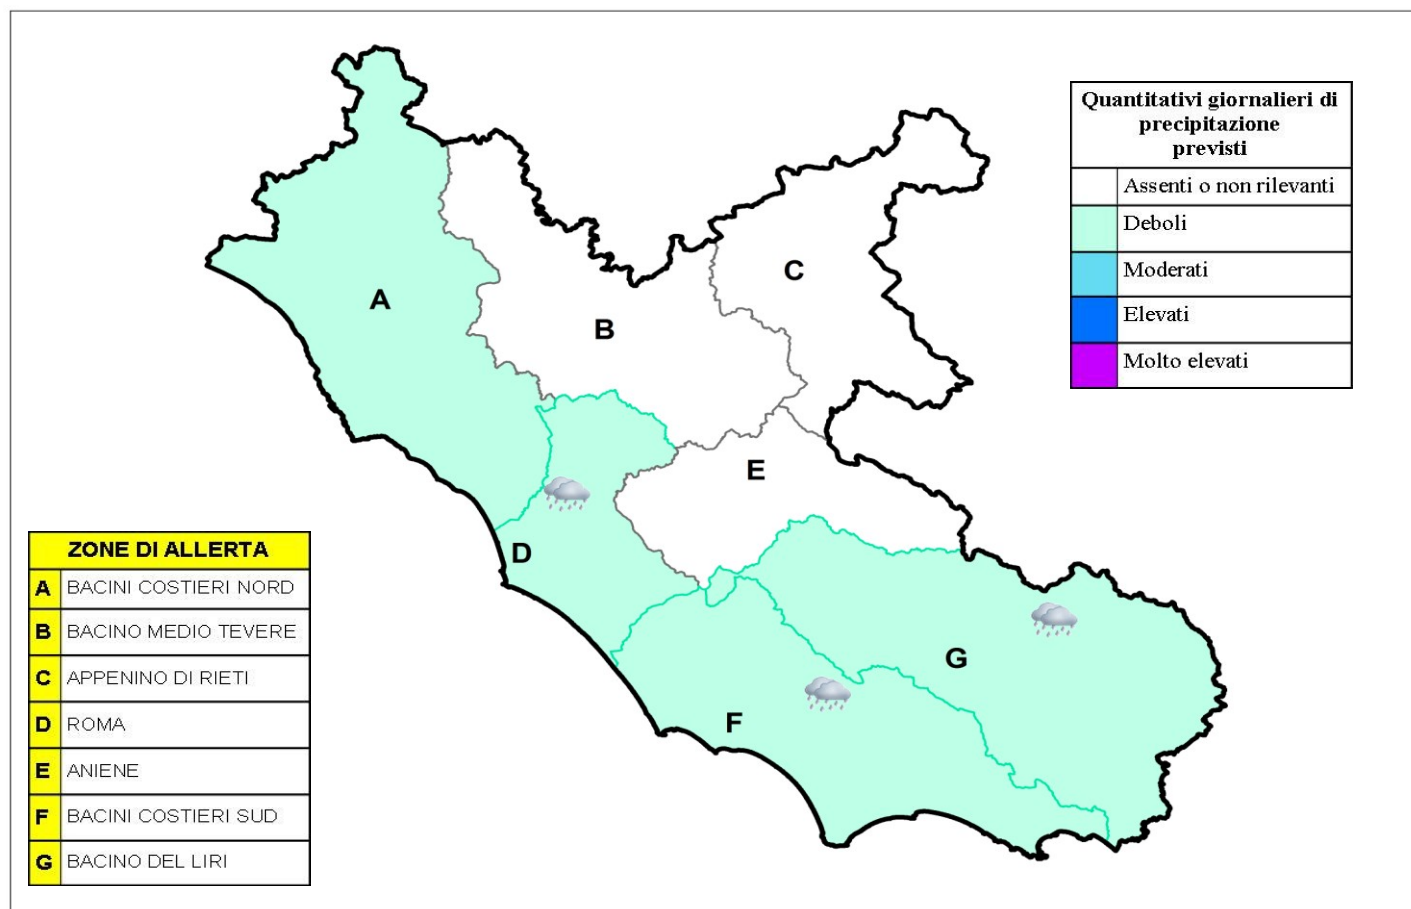 Quantitativi giornalieri di
precipitazione
previsti
Assenti o non rilevanti
Deboli
Moderati
Elevati
Molto elevati
A
B
C
E
D
G
F
ZONE DI ALLERTA
A BACINI COSTIERI NORD
B BACINO MEDIO TEVERE
C APPENINO DI RIETI
D ROMA
E ANIENE
F BACINI COSTIERI SUD
G BACINO DEL LIRI